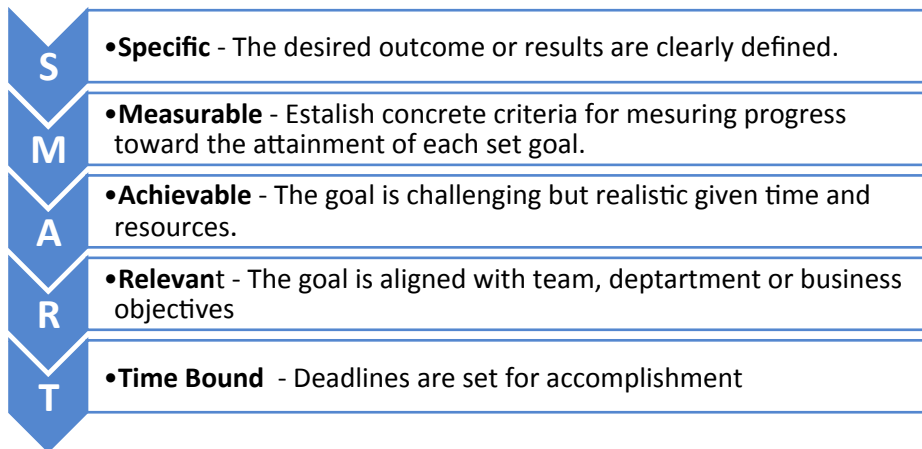 S
•Specific - The desired outcome or results are clearly defined.
M
•Measurable - Estalish concrete criteria for mesuring progress
toward the attainment of each set goal.
A
•Achievable - The goal is challenging but realistic given time and
resources.
R
•Relevant - The goal is aligned with team, deptartment or business
objectives
T
•Time Bound - Deadlines are set for accomplishment